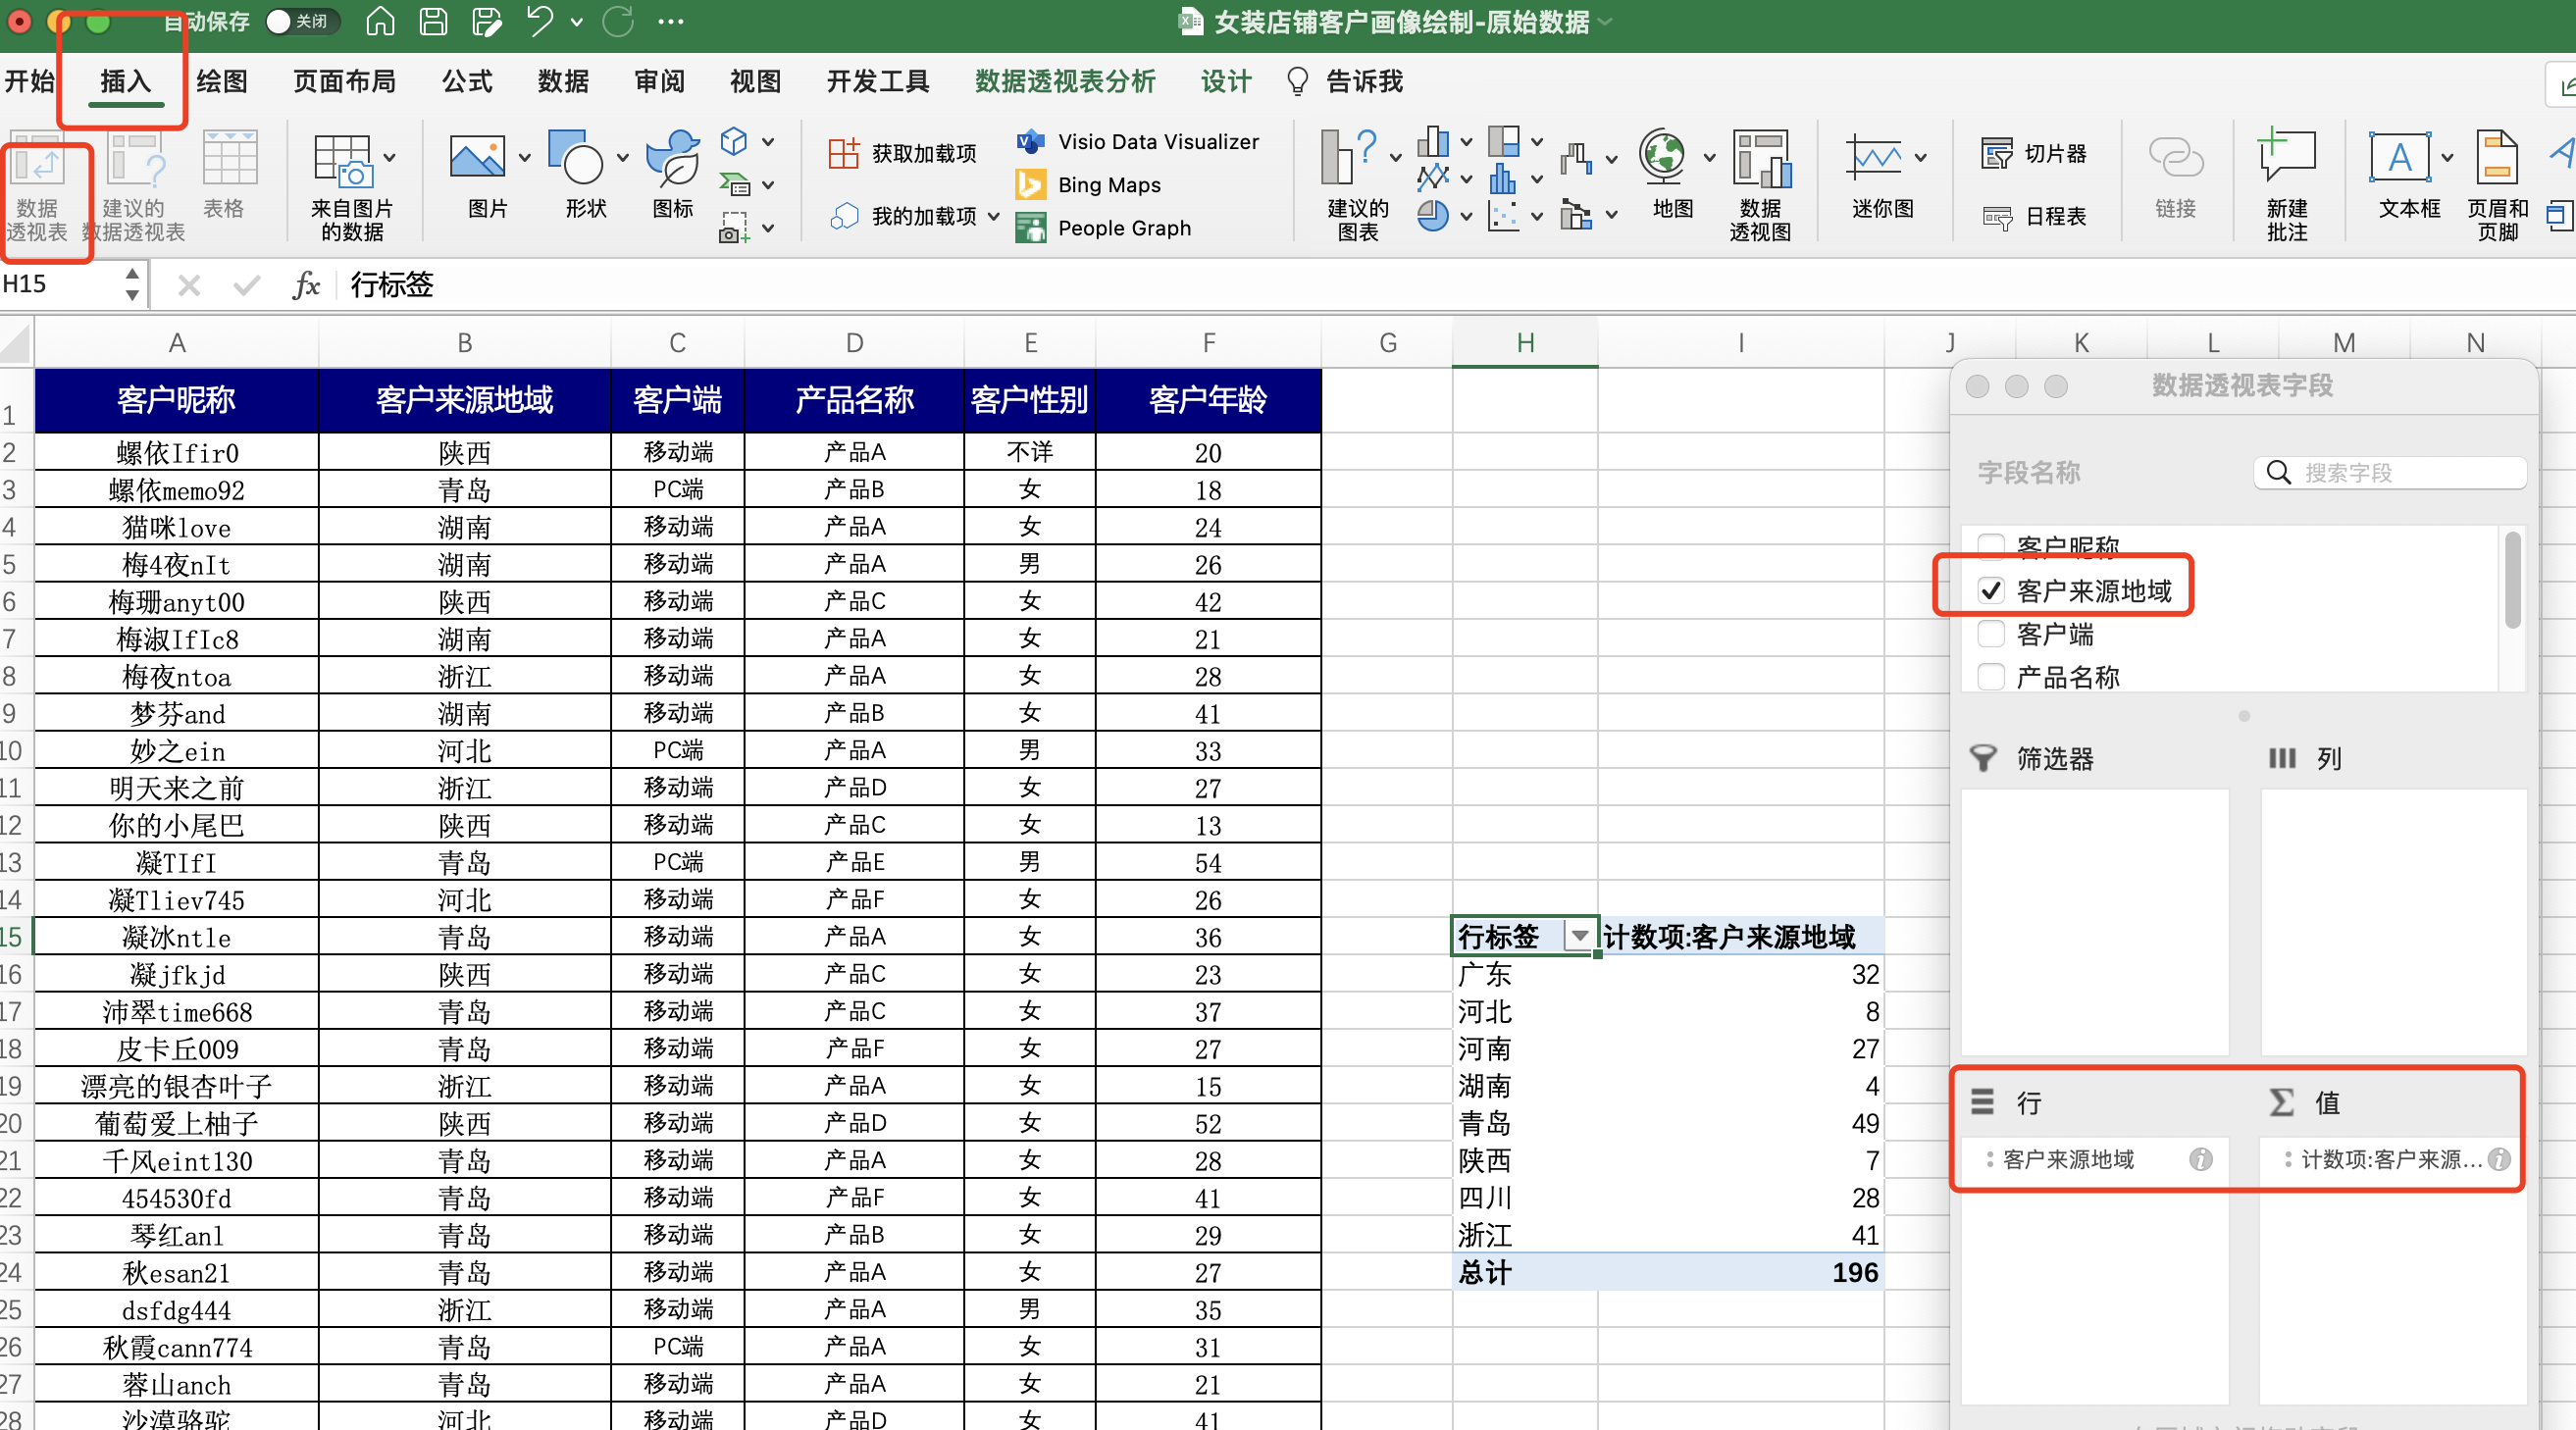 自动保存 关闭 女装店铺客户画像绘制-原始数据
开始 插入 绘图 页面布局 公式 数据 审阅 视图 开发工具 数据透视表分析 设计 告诉我
数据透视表 建议的数据透视表 表格 来自图片的数据 图片 形状 图标
获取加载项
我的加载项
Visio Data Visualizer
Bing Maps
People Graph
建议的图表 地图 数据透视图 迷你图
切片器
日程表
链接 新建批注 文本框 页眉和页脚
H15 fx 行标签
A B C D E F G H I J K L M N
1 客户昵称 客户来源地域 客户端 产品名称 客户性别 客户年龄
2 螺依Ifir0 陕西 移动端 产品A 不详 20
3 螺依memo92 青岛 PC端 产品B 女 18
4 猫咪love 湖南 移动端 产品A 女 24
5 梅4夜nIt 湖南 移动端 产品A 男 26
6 梅珊anyt00 陕西 移动端 产品C 女 42
7 梅淑IfIc8 湖南 移动端 产品A 女 21
8 梅夜ntoa 浙江 移动端 产品A 女 28
9 梦芬and 湖南 移动端 产品B 女 41
10 妙之ein 河北 PC端 产品A 男 33
11 明天来之前 浙江 移动端 产品D 女 27
12 你的小尾巴 陕西 移动端 产品C 女 13
13 凝TIfI 青岛 PC端 产品E 男 54
14 凝Tliev745 河北 移动端 产品F 女 26
15 凝冰ntle 青岛 移动端 产品A 女 36 行标签 计数项:客户来源地域
16 凝jfkjd 陕西 移动端 产品C 女 23 广东 32
17 沛翠time668 青岛 移动端 产品C 女 37 河北 8
18 皮卡丘009 青岛 移动端 产品F 女 27 河南 27
19 漂亮的银杏叶子 浙江 移动端 产品A 女 15 湖南 4
20 葡萄爱上柚子 陕西 移动端 产品D 女 52 青岛 49
21 千风eint130 青岛 移动端 产品A 女 28 陕西 7
22 454530fd 青岛 移动端 产品F 女 41 四川 28
23 琴红anl 青岛 移动端 产品B 女 29 浙江 41
24 秋esan21 青岛 移动端 产品A 女 27 总计 196
25 dsfdg444 浙江 移动端 产品A 男 35
26 秋霞cann774 青岛 PC端 产品A 女 31
27 蓉山anch 青岛 移动端 产品A 女 21
28 沙漠骆驼 河北 移动端 产品D 女 41
数据透视表字段
字段名称 搜索字段
客户昵称
客户来源地域
客户端
产品名称
筛选器 列
行 值
客户来源地域 计数项:客户来源...